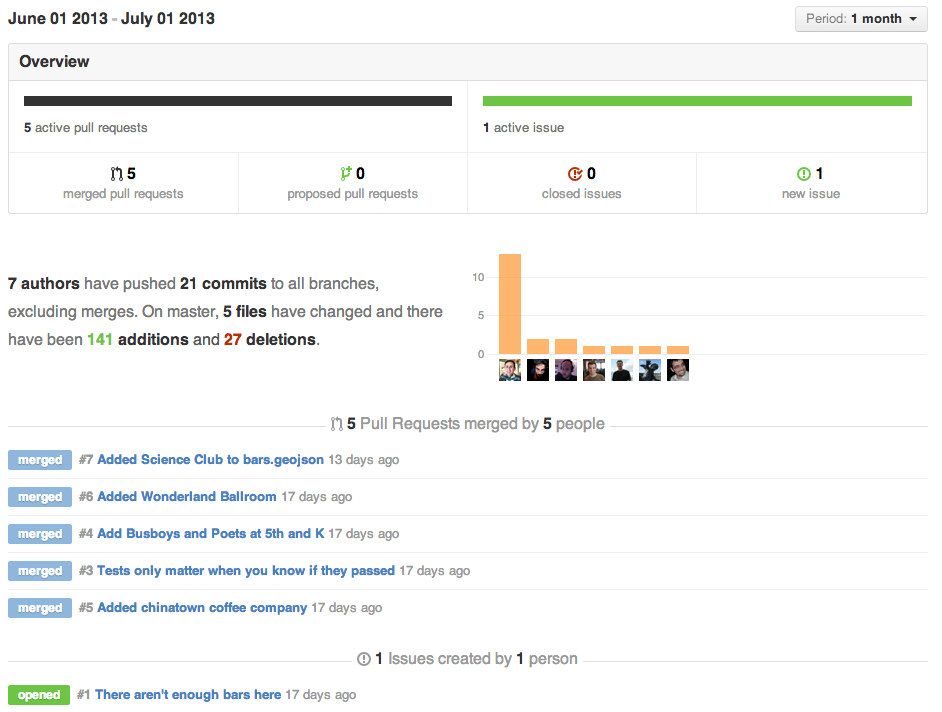 June 01 2013 - July 01 2013
Period: 1 month
Overview
5 active pull requests
1 active issue
5
merged pull requests
0
proposed pull requests
0
closed issues
1
new issue
7 authors have pushed 21 commits to all branches,
excluding merges. On master, 5 files have changed and there
have been 141 additions and 27 deletions.
10
5
0
5 Pull Requests merged by 5 people
merged #7 Added Science Club to bars.geojson 13 days ago
merged #6 Added Wonderland Ballroom 17 days ago
merged #4 Add Busboys and Poets at 5th and K 17 days ago
merged #3 Tests only matter when you know if they passed 17 days ago
merged #5 Added chinatown coffee company 17 days ago
1 Issues created by 1 person
opened #1 There aren't enough bars here 17 days ago